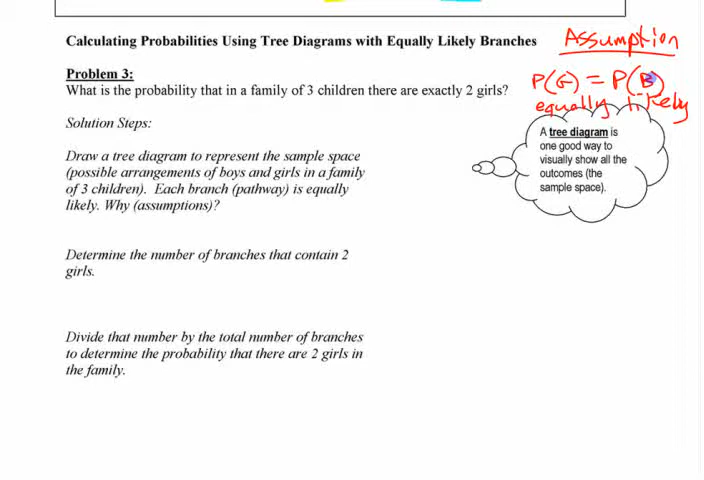 Calculating Probabilities Using Tree Diagrams with Equally Likely Branches
Assumption
Problem 3:
What is the probability that in a family of 3 children there are exactly 2 girls?
P(G) = P(B)
equally likely
Solution Steps:
A tree diagram is
one good way to
visually show all the
outcomes (the
sample space).
Draw a tree diagram to represent the sample space
(possible arrangements of boys and girls in a family
of 3 children). Each branch (pathway) is equally
likely. Why (assumptions)?
Determine the number of branches that contain 2
girls.
Divide that number by the total number of branches
to determine the probability that there are 2 girls in
the family.